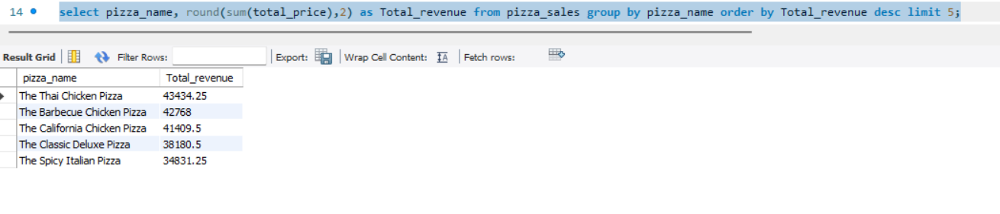 14 select pizza_name, round(sum(total_price),2) as Total_revenue from pizza_sales group by pizza_name order by Total_revenue desc limit 5;
Result Grid Filter Rows: Export: Wrap Cell Content: IA Fetch rows:
pizza_name Total_revenue
The Thai Chicken Pizza 43434.25
The Barbecue Chicken Pizza 42768
The California Chicken Pizza 41409.5
The Classic Deluxe Pizza 38180.5
The Spicy Italian Pizza 34831.25